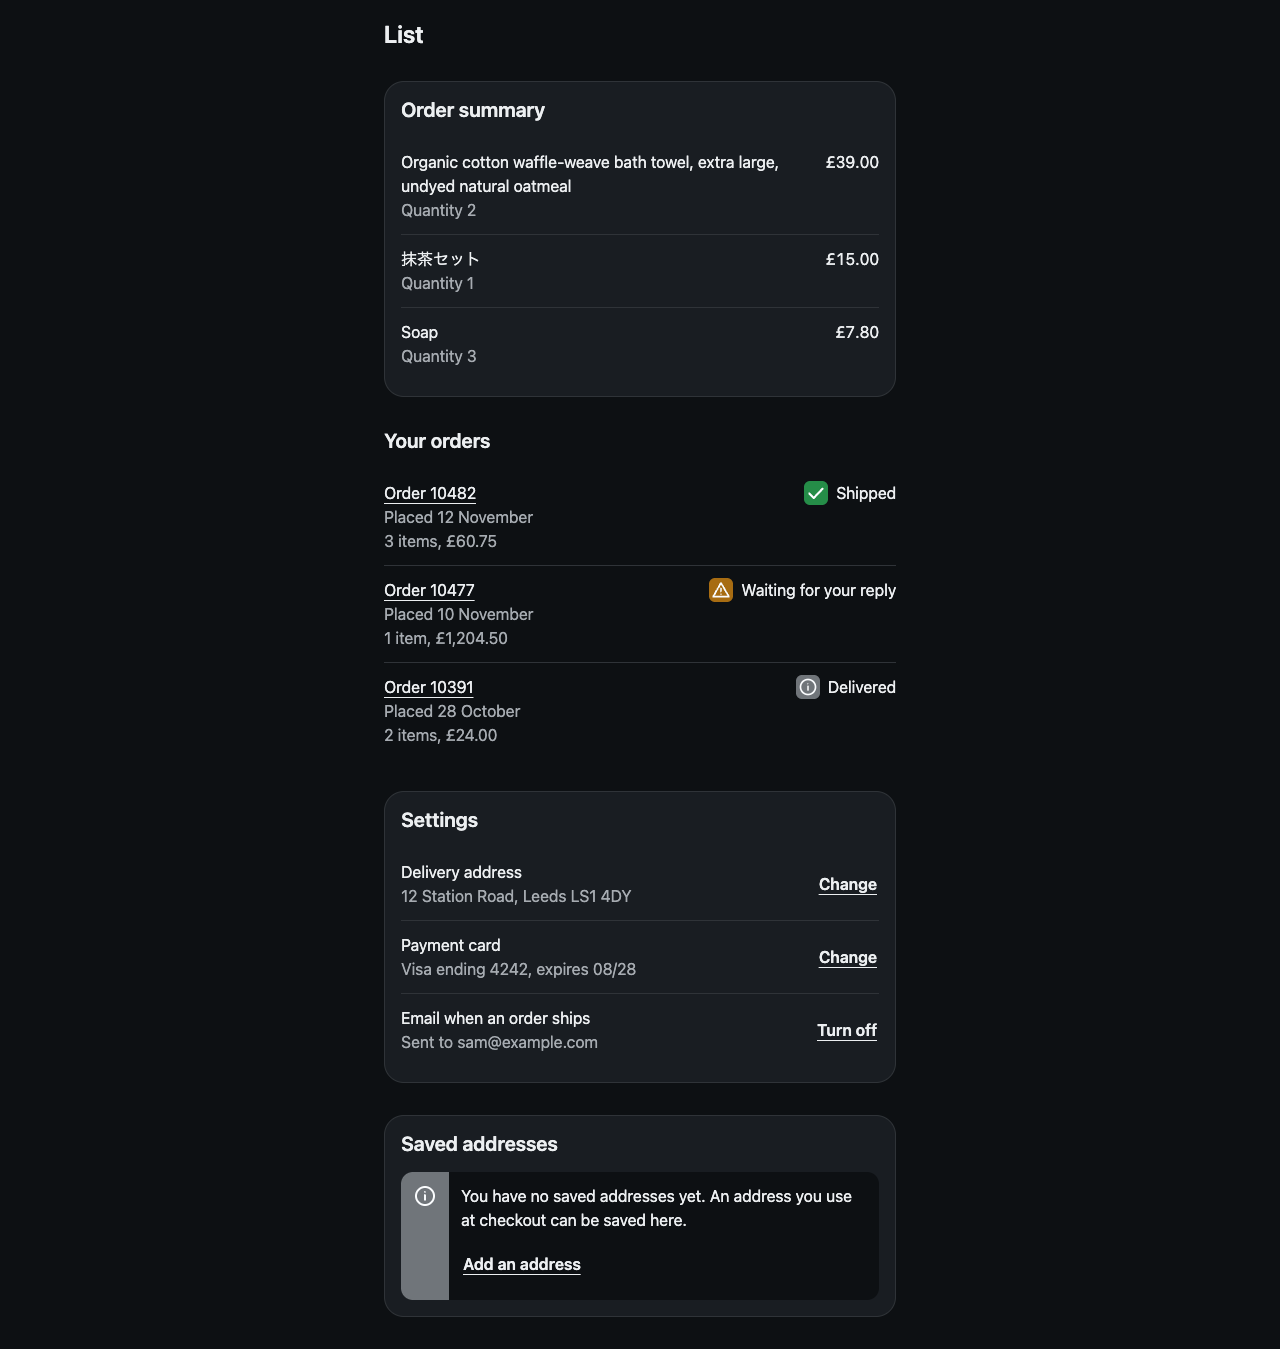 List
Order summary
Organic cotton waffle-weave bath towel, extra large, £39.00
undyed natural oatmeal
Quantity 2
抹茶セット £15.00
Quantity 1
Soap £7.80
Quantity 3
Your orders
Order 10482 Shipped
Placed 12 November
3 items, £60.75
Order 10477 Waiting for your reply
Placed 10 November
1 item, £1,204.50
Order 10391 Delivered
Placed 28 October
2 items, £24.00
Settings
Delivery address
12 Station Road, Leeds LS1 4DY
Change
Payment card
Visa ending 4242, expires 08/28
Change
Email when an order ships
Sent to sam@example.com
Turn off
Saved addresses
You have no saved addresses yet. An address you use
at checkout can be saved here.
Add an address